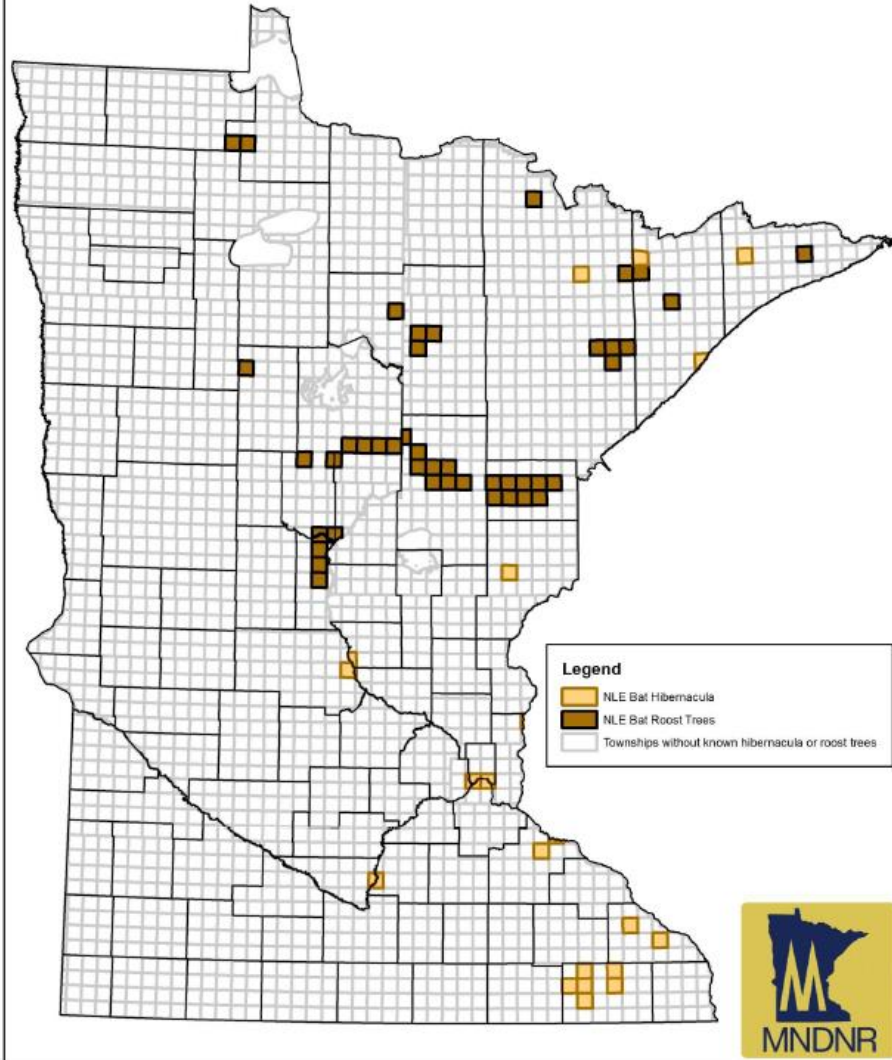 Legend
NLE Bat Hibernacula
NLE Bat Roost Trees
Townships without known hibernacula or roost trees
MNDNR